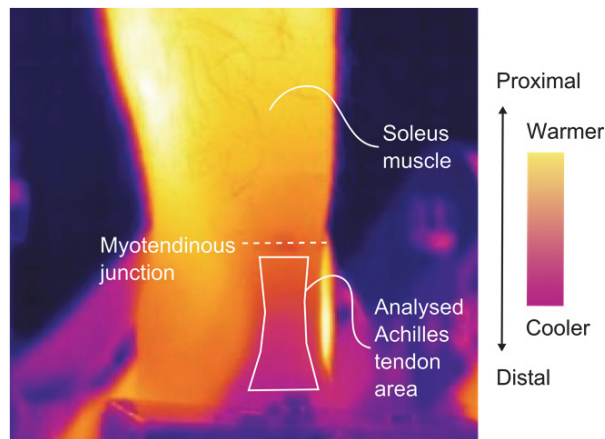 Proximal
Warmer
Soleus
muscle
Myotendinous
junction
Analysed
Achilles
tendon
area
Cooler
Distal